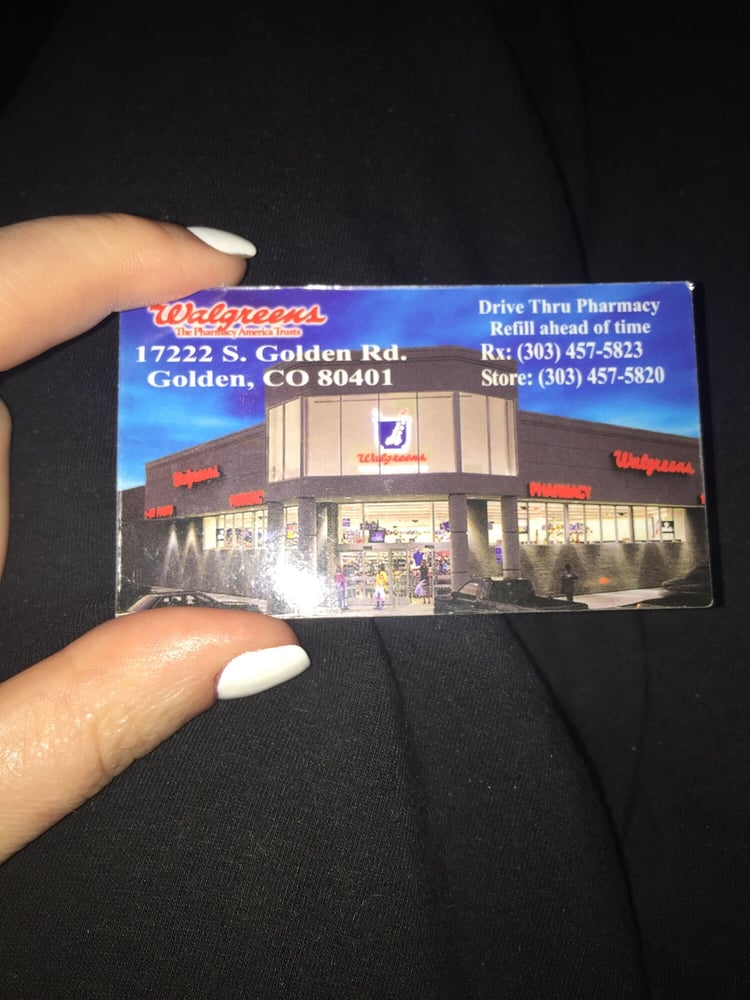 Walgreens
The Pharmacy America Trusts
17222 S. Golden Rd.
Golden, CO 80401
Drive Thru Pharmacy
Refill ahead of time
Rx: (303) 457-5823
Store: (303) 457-5820
Walgreens
Walgreens
PHARMACY
PHARMACY
Walgreens